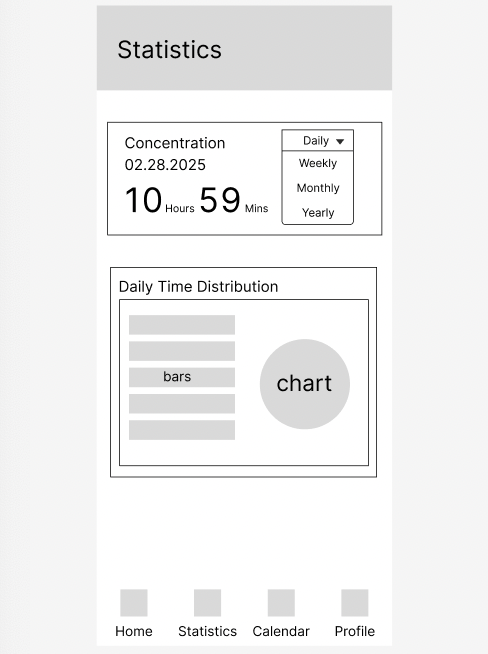 Statistics
Concentration
02.28.2025
10 Hours 59 Mins
Daily
Weekly
Monthly
Yearly
Daily Time Distribution
bars
chart
Home Statistics Calendar Profile